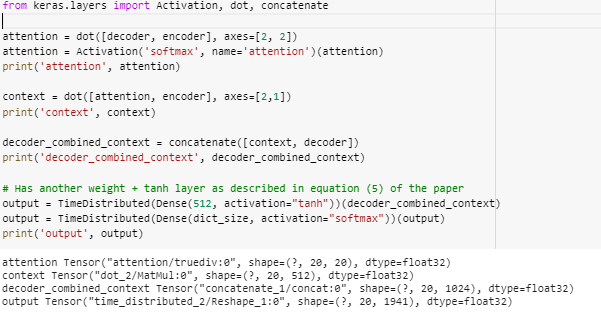 from keras.layers import Activation, dot, concatenate
attention = dot([decoder, encoder], axes=[2, 2])
attention = Activation('softmax', name='attention')(attention)
print('attention', attention)
context = dot([attention, encoder], axes=[2,1])
print('context', context)
decoder_combined_context = concatenate([context, decoder])
print('decoder_combined_context', decoder_combined_context)
# Has another weight + tanh layer as described in equation (5) of the paper
output = TimeDistributed(Dense(512, activation="tanh"))(decoder_combined_context)
output = TimeDistributed(Dense(dict_size, activation="softmax"))(output)
print('output', output)
attention Tensor("attention/truediv:0", shape=(?, 20, 20), dtype=float32)
context Tensor("dot_2/MatMul:0", shape=(?, 20, 512), dtype=float32)
decoder_combined_context Tensor("concatenate_1/concat:0", shape=(?, 20, 1024), dtype=float32)
output Tensor("time_distributed_2/Reshape_1:0", shape=(?, 20, 1941), dtype=float32)